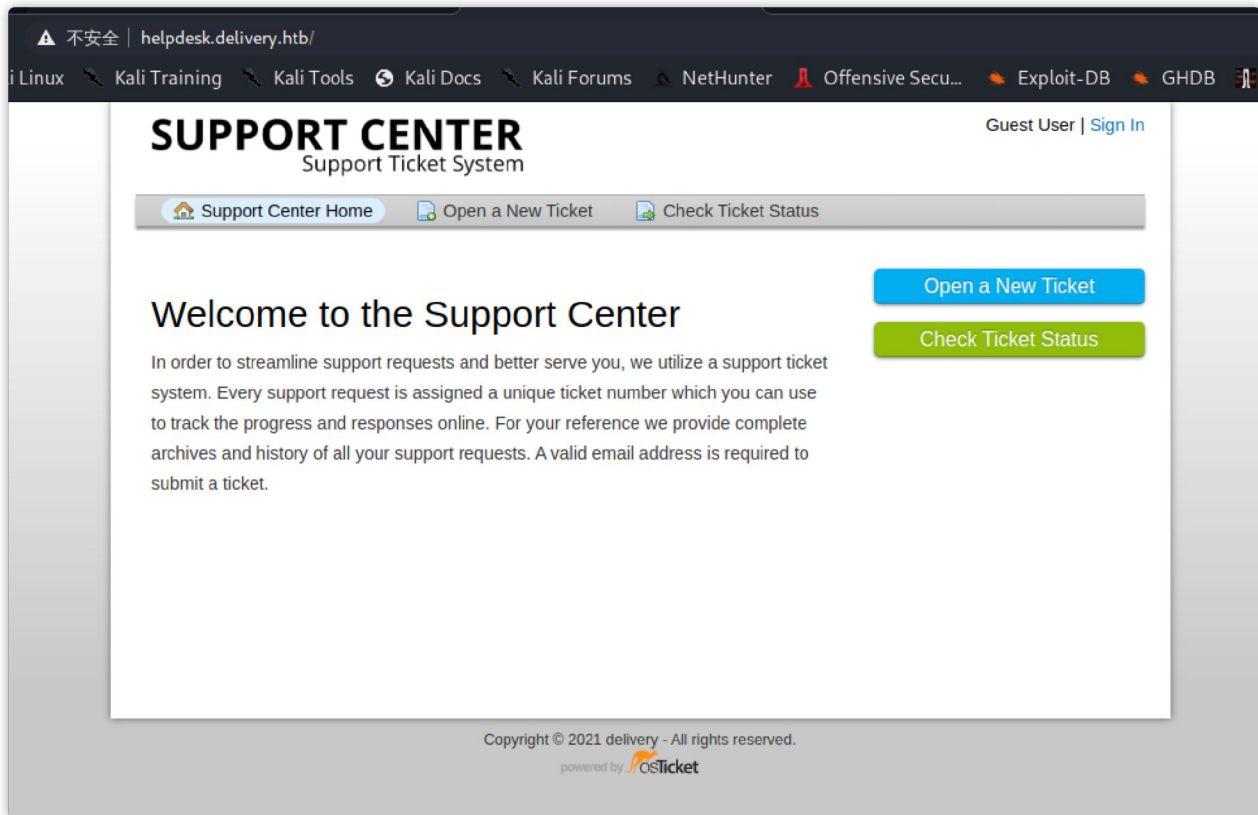 不安全 | helpdesk.delivery.htb/
i Linux Kali Training Kali Tools Kali Docs Kali Forums NetHunter Offensive Secu... Exploit-DB GHDB
SUPPORT CENTER
Support Ticket System
Guest User | Sign In
Support Center Home Open a New Ticket Check Ticket Status
Open a New Ticket
Check Ticket Status
Welcome to the Support Center
In order to streamline support requests and better serve you, we utilize a support ticket
system. Every support request is assigned a unique ticket number which you can use
to track the progress and responses online. For your reference we provide complete
archives and history of all your support requests. A valid email address is required to
submit a ticket.
Copyright © 2021 delivery - All rights reserved.
powered by osTicket